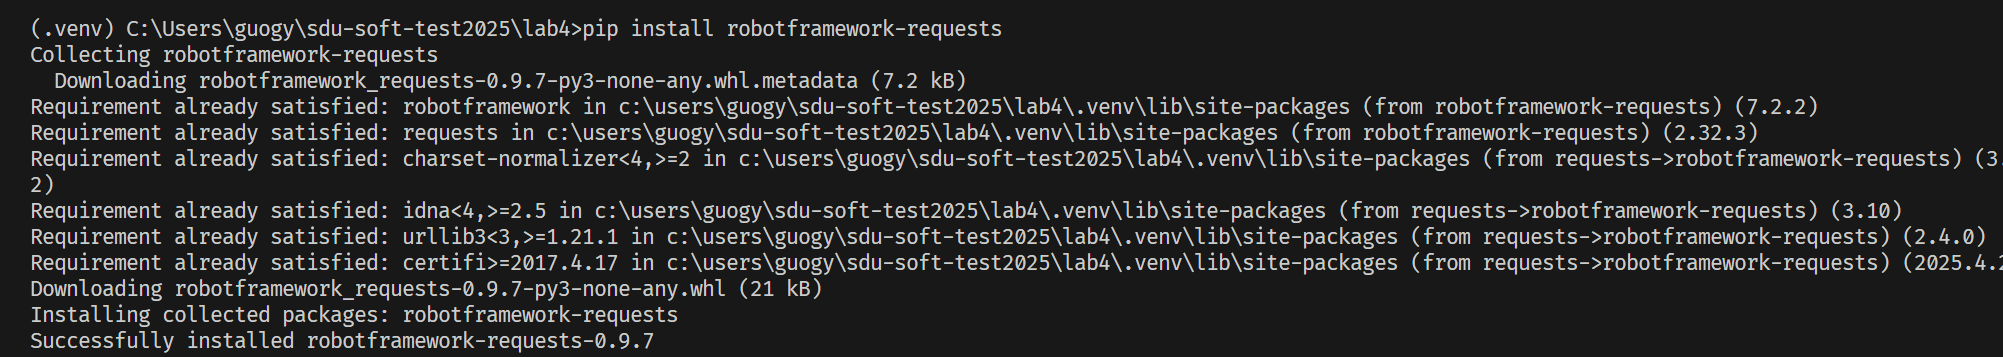 (.venv) C:\Users\guogy\sdu-soft-test2025\lab4>pip install robotframework-requests
Collecting robotframework-requests
  Downloading robotframework_requests-0.9.7-py3-none-any.whl.metadata (7.2 kB)
Requirement already satisfied: robotframework in c:\users\guogy\sdu-soft-test2025\lab4\.venv\lib\site-packages (from robotframework-requests) (7.2.2)
Requirement already satisfied: requests in c:\users\guogy\sdu-soft-test2025\lab4\.venv\lib\site-packages (from robotframework-requests) (2.32.3)
Requirement already satisfied: charset-normalizer<4,>=2 in c:\users\guogy\sdu-soft-test2025\lab4\.venv\lib\site-packages (from requests->robotframework-requests) (3.
2)
Requirement already satisfied: idna<4,>=2.5 in c:\users\guogy\sdu-soft-test2025\lab4\.venv\lib\site-packages (from requests->robotframework-requests) (3.10)
Requirement already satisfied: urllib3<3,>=1.21.1 in c:\users\guogy\sdu-soft-test2025\lab4\.venv\lib\site-packages (from requests->robotframework-requests) (2.4.0)
Requirement already satisfied: certifi>=2017.4.17 in c:\users\guogy\sdu-soft-test2025\lab4\.venv\lib\site-packages (from requests->robotframework-requests) (2025.4.2
Downloading robotframework_requests-0.9.7-py3-none-any.whl (21 kB)
Installing collected packages: robotframework-requests
Successfully installed robotframework-requests-0.9.7